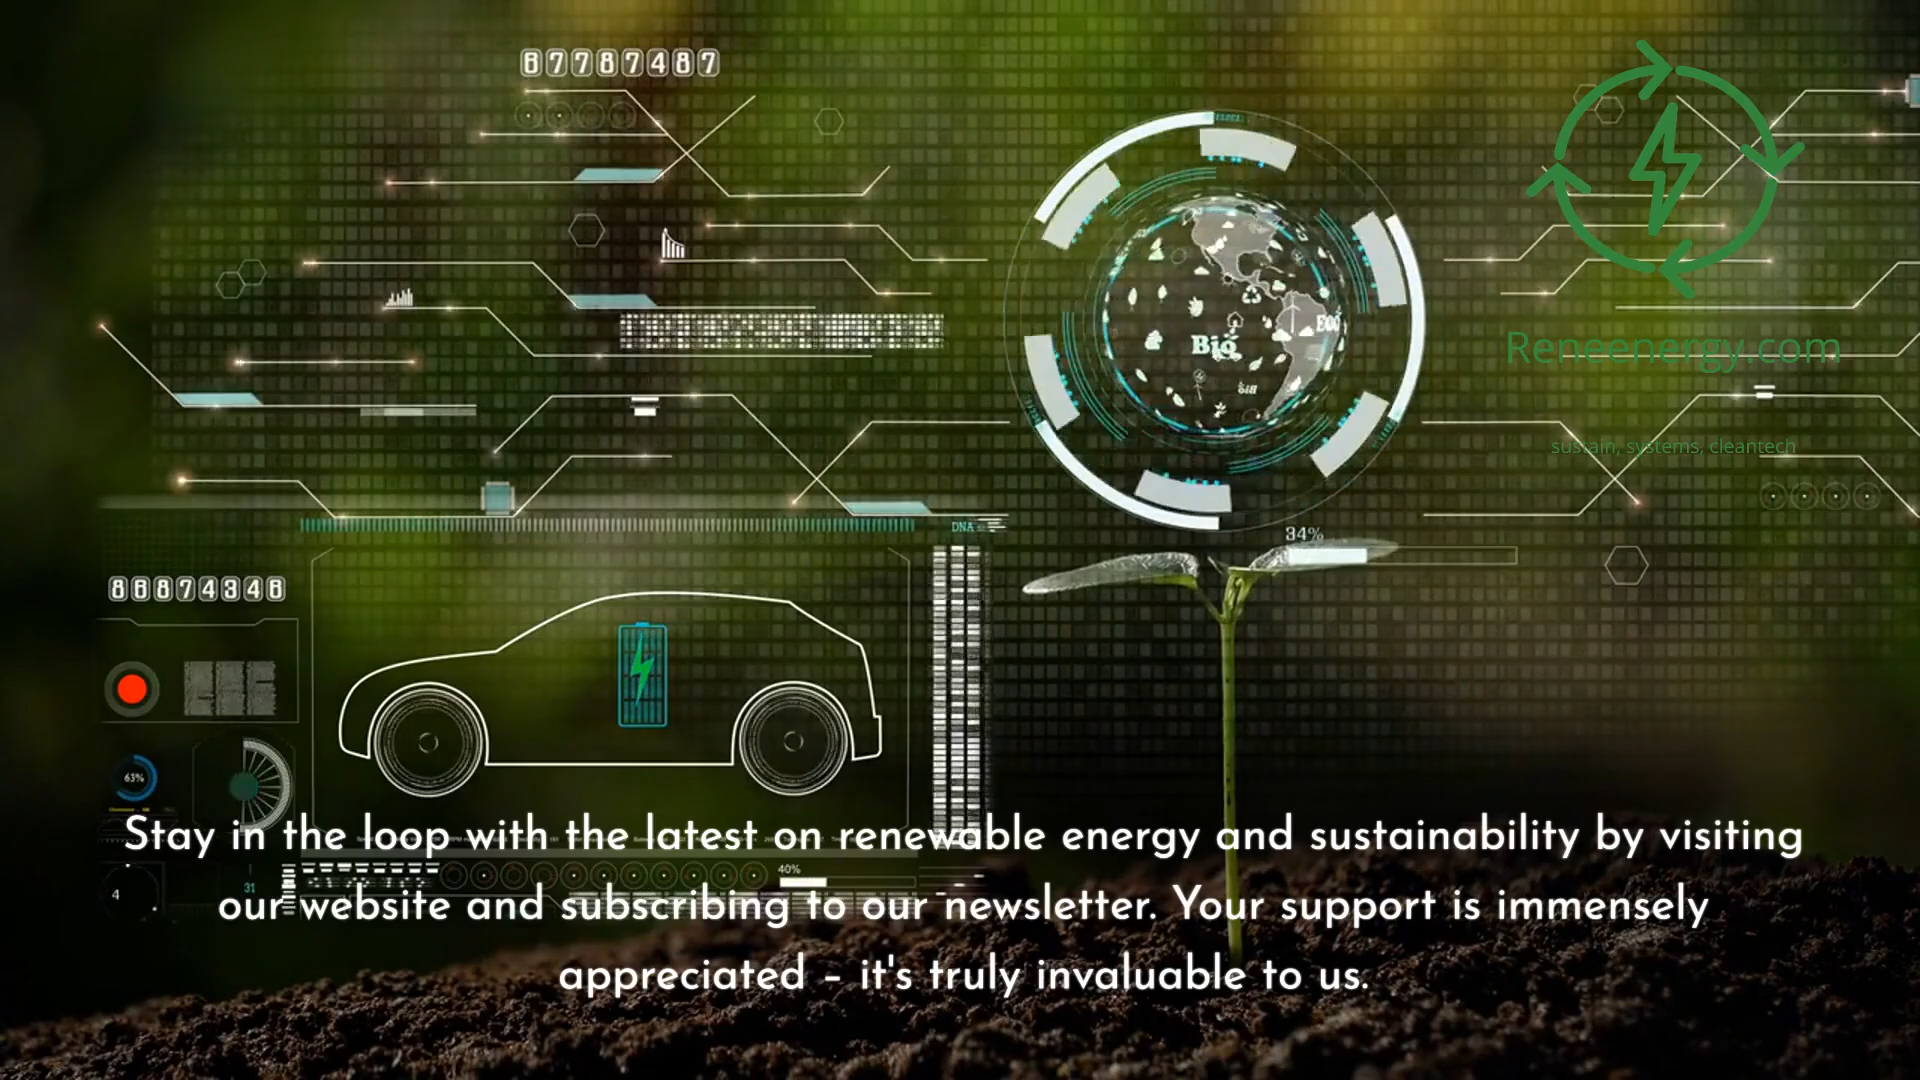 67787487
Bio
Eco
Reneenergy.com
sustain, systems, cleantech
DNA
34%
63%
Stay in the loop with the latest on renewable energy and sustainability by visiting
40%
4
31
our website and subscribing to our newsletter. Your support is immensely
appreciated – it's truly invaluable to us.